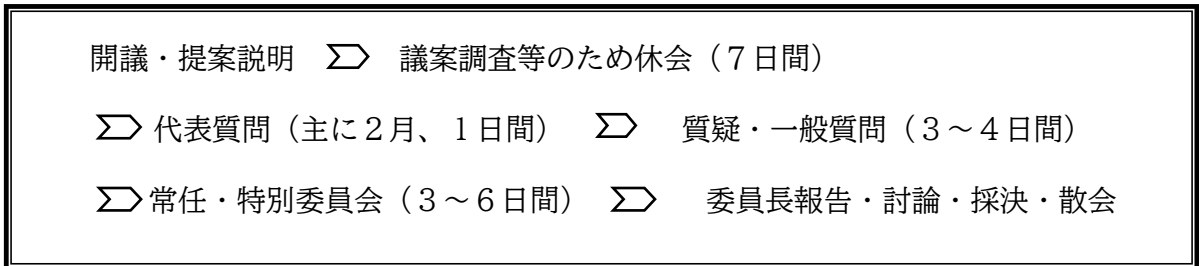 開議・提案説明 議案調査等のため休会（７日間）
代表質問（主に２月、１日間） 質疑・一般質問（３～４日間）
常任・特別委員会（３～６日間） 委員長報告・討論・採決・散会